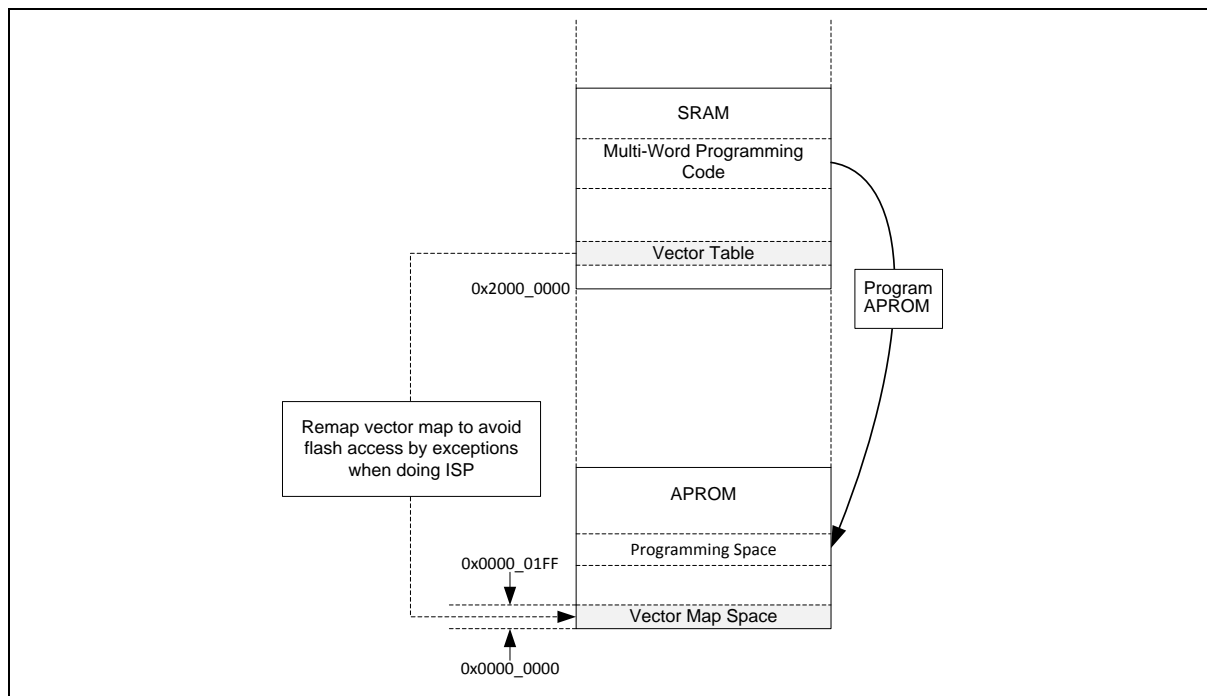 SRAM
Multi-Word Programming
Code
Vector Table
0x2000_0000
Program
APROM
Remap vector map to avoid
flash access by exceptions
when doing ISP
APROM
Programming Space
0x0000_01FF
Vector Map Space
0x0000_0000